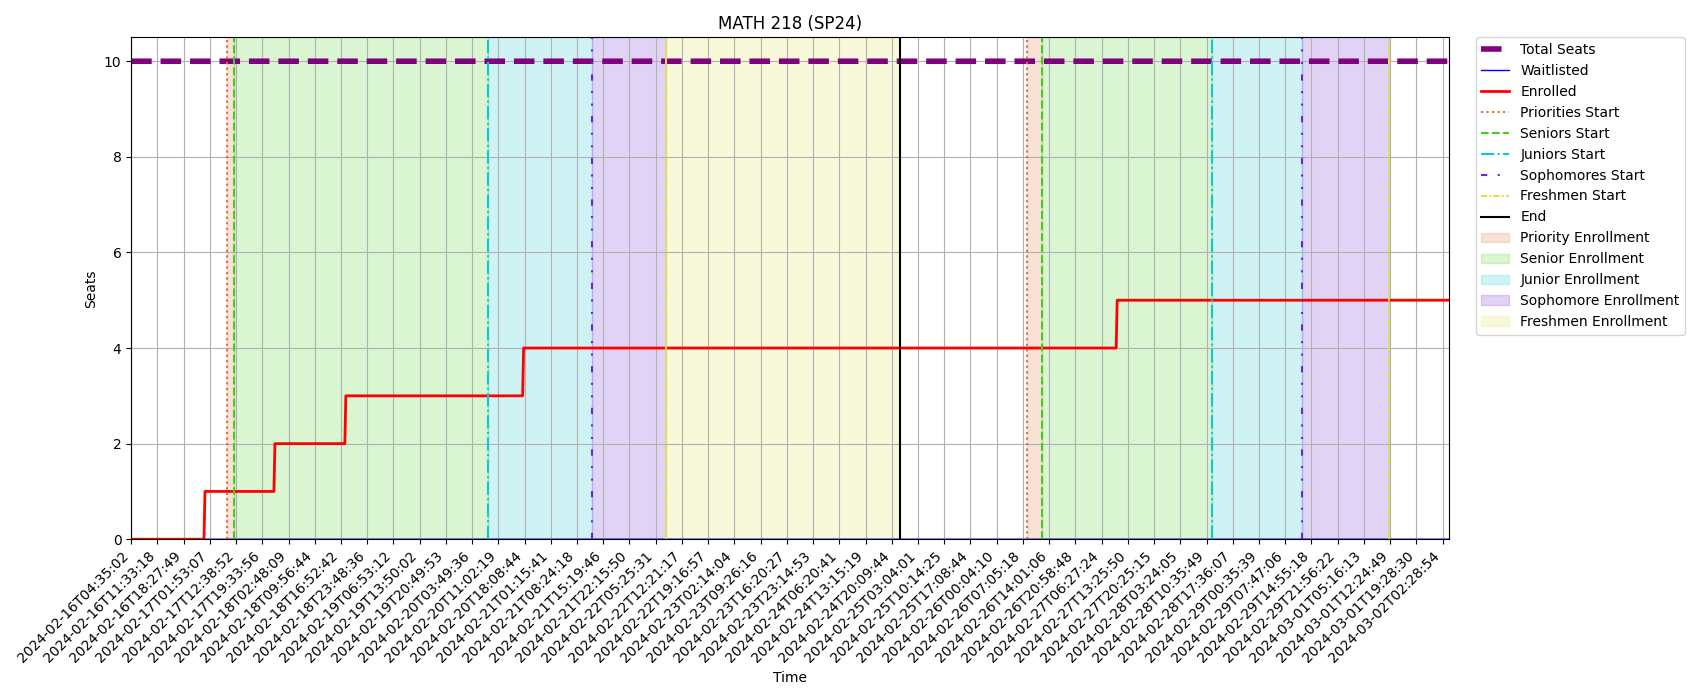 MATH 218 (SP24)
Total Seats
Waitlisted
Enrolled
Priorities Start
Seniors Start
Juniors Start
Sophomores Start
Freshmen Start
End
Priority Enrollment
Senior Enrollment
Junior Enrollment
Sophomore Enrollment
Freshmen Enrollment
Seats
10
8
6
4
2
0
2024-02-16T04:35:02
2024-02-16T11:33:18
2024-02-16T18:27:49
2024-02-17T01:53:07
2024-02-17T12:38:52
2024-02-17T19:33:56
2024-02-18T02:48:09
2024-02-18T09:56:44
2024-02-18T16:52:42
2024-02-18T23:48:36
2024-02-19T06:53:12
2024-02-19T13:50:02
2024-02-19T20:49:53
2024-02-20T03:49:36
2024-02-20T11:02:19
2024-02-20T18:08:44
2024-02-21T01:15:41
2024-02-21T08:24:18
2024-02-21T15:19:46
2024-02-21T22:15:50
2024-02-22T05:25:31
2024-02-22T12:21:17
2024-02-22T19:16:57
2024-02-23T02:14:04
2024-02-23T09:26:16
2024-02-23T16:20:27
2024-02-23T23:14:53
2024-02-24T06:20:41
2024-02-24T13:15:19
2024-02-24T20:09:44
2024-02-25T03:04:01
2024-02-25T10:14:25
2024-02-25T17:08:44
2024-02-26T00:04:10
2024-02-26T07:05:18
2024-02-26T14:01:06
2024-02-26T20:58:48
2024-02-27T06:27:24
2024-02-27T13:25:50
2024-02-27T20:25:15
2024-02-28T03:24:05
2024-02-28T10:35:49
2024-02-28T17:36:07
2024-02-29T00:35:39
2024-02-29T07:47:06
2024-02-29T14:55:18
2024-02-29T21:56:22
2024-03-01T05:16:13
2024-03-01T12:24:49
2024-03-01T19:28:30
2024-03-02T02:28:54
Time